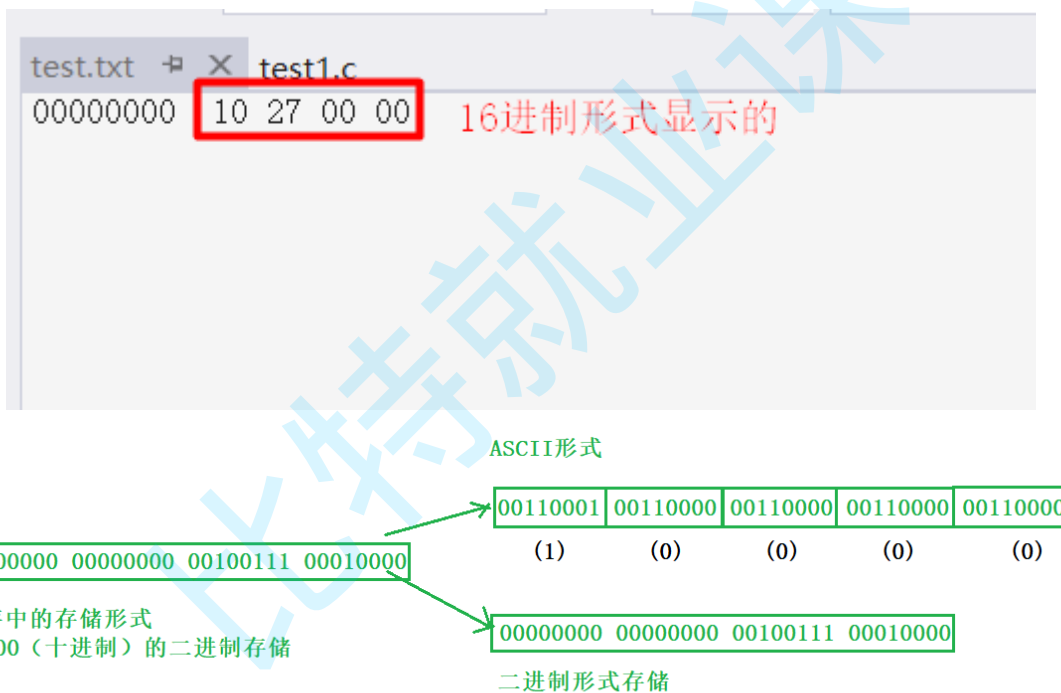 test.txt test1.c
00000000 10 27 00 00 16进制形式显示的
ASCII形式
00110001 00110000 00110000 00110000 00110000
(1) (0) (0) (0) (0)
00000 00000000 00100111 00010000
中的存储形式
00（十进制）的二进制存储
00000000 00000000 00100111 00010000
二进制形式存储
比特就业课